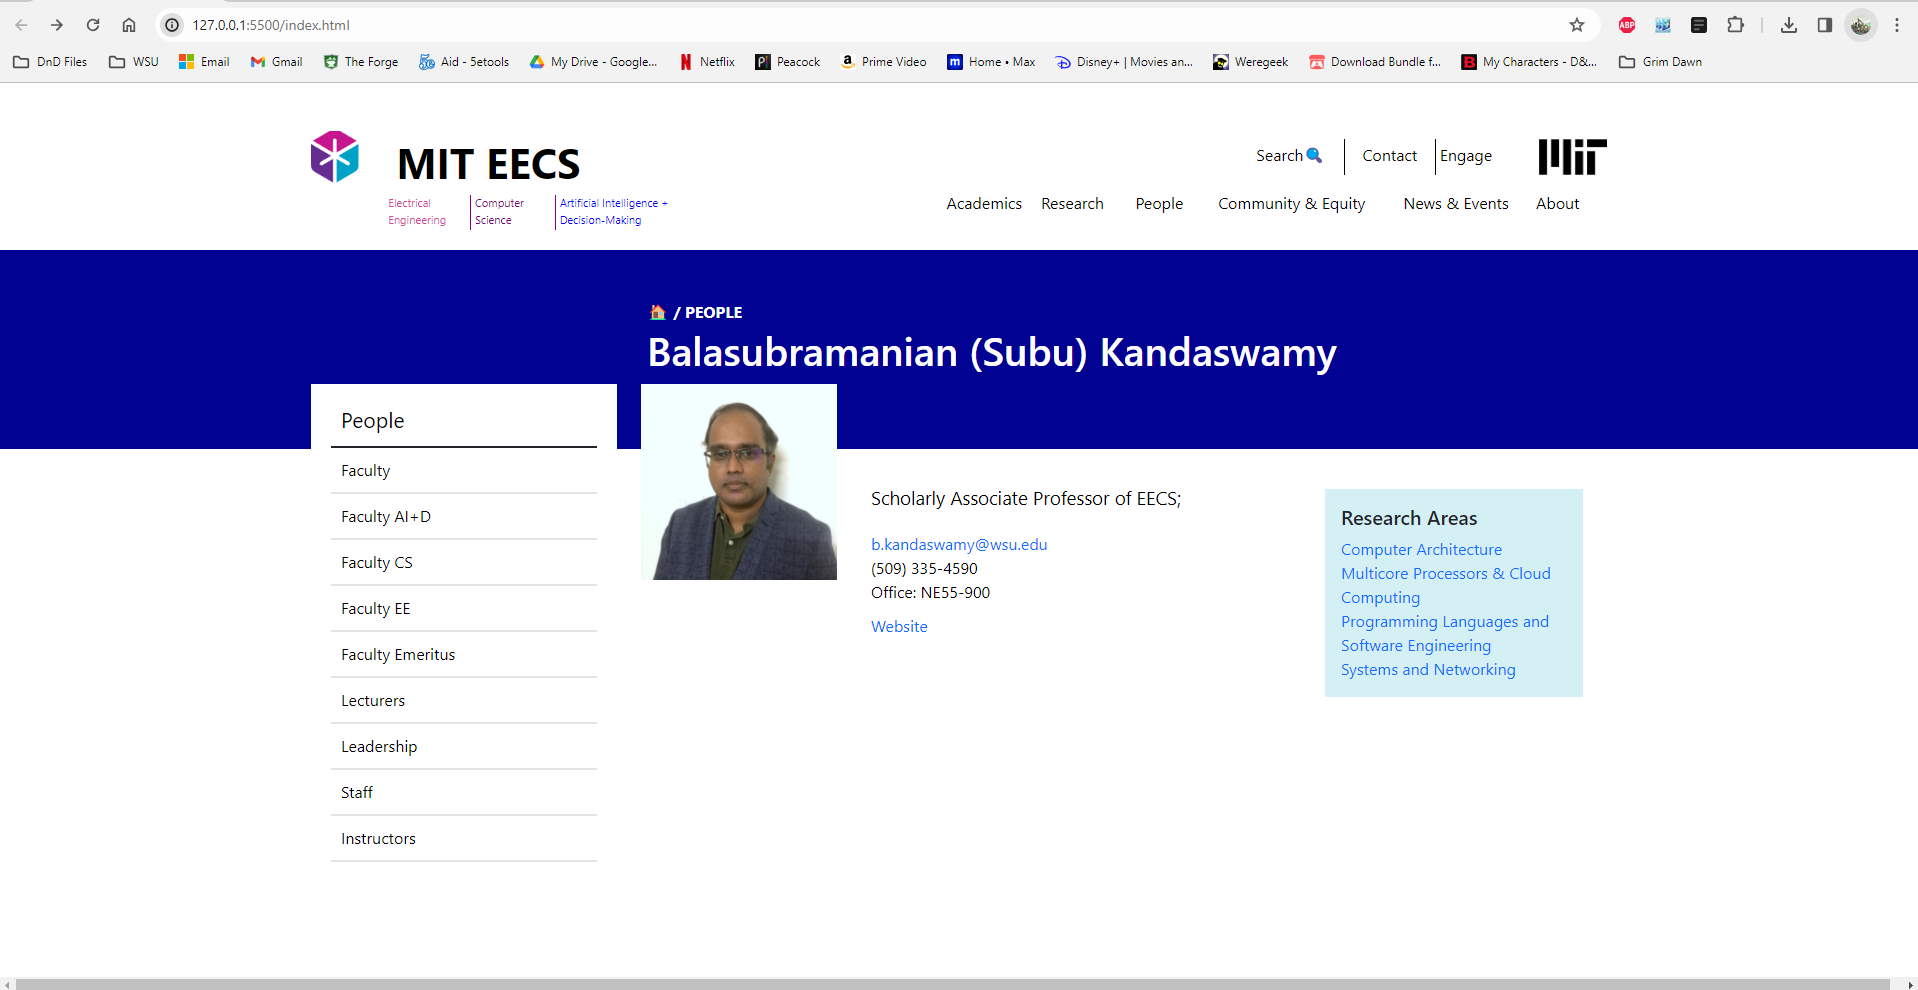 127.0.0.1:5500/index.html
ABP
DnD Files WSU Email Gmail The Forge Aid - 5etools My Drive - Google... Netflix Peacock Prime Video Home • Max Disney+ | Movies an... Weregeek Download Bundle f... My Characters - D&... Grim Dawn
MIT EECS
Electrical
Engineering
Computer
Science
Artificial Intelligence +
Decision-Making
Search Contact Engage
MIT
Academics Research People Community & Equity News & Events About
/ PEOPLE
Balasubramanian (Subu) Kandaswamy
People
Faculty
Faculty AI+D
Faculty CS
Faculty EE
Faculty Emeritus
Lecturers
Leadership
Staff
Instructors
Scholarly Associate Professor of EECS;
b.kandaswamy@wsu.edu
(509) 335-4590
Office: NE55-900
Website
Research Areas
Computer Architecture
Multicore Processors & Cloud
Computing
Programming Languages and
Software Engineering
Systems and Networking